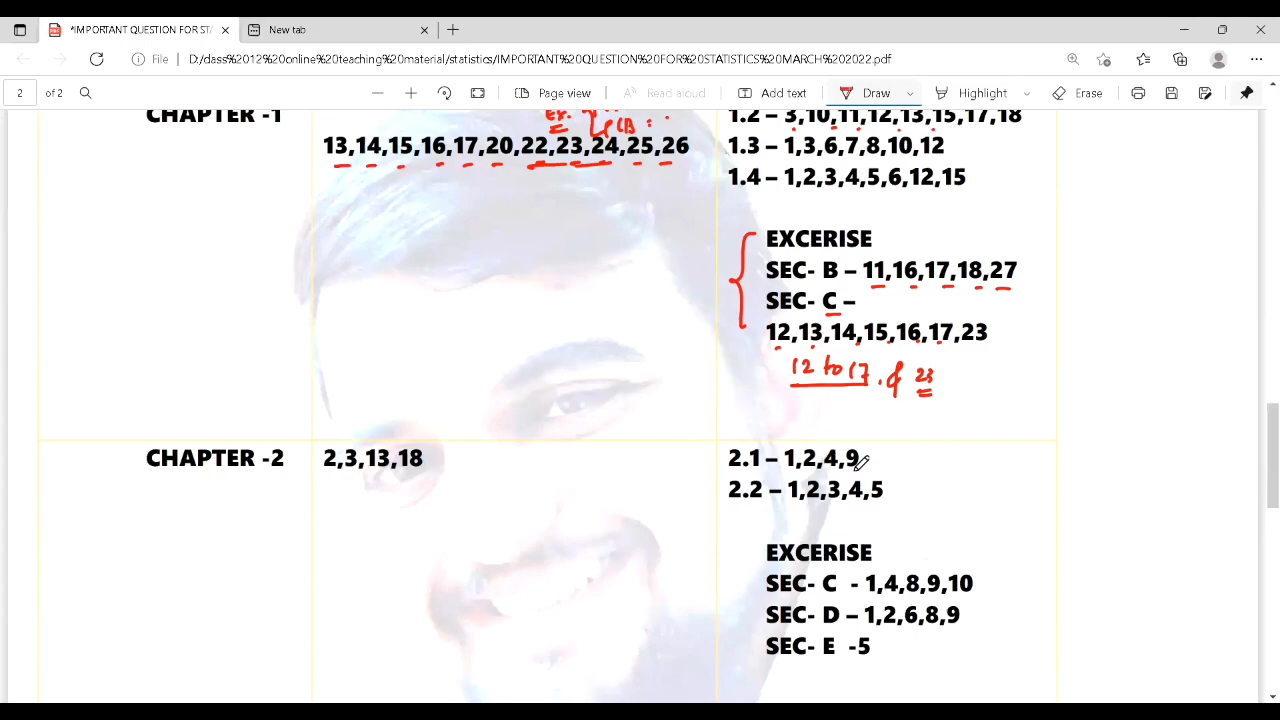 *IMPORTANT QUESTION FOR STA
New tab
File
D:/class%2012%20online%20teaching%20material/statistics/IMPORTANT%20QUESTION%20FOR%20STATISTICS%20MARCH%202022.pdf
2 of 2
Page view
Read aloud
Add text
Draw
Highlight
Erase
CHAPTER -1
13,14,15,16,17,20,22,23,24,25,26
1.2 – 3,10,11,12,13,15,17,18
1.3 – 1,3,6,7,8,10,12
1.4 – 1,2,3,4,5,6,12,15
EXCERISE
SEC- B – 11,16,17,18,27
SEC- C –
12,13,14,15,16,17,23
12 to 17 . & 23
CHAPTER -2
2,3,13,18
2.1 – 1,2,4,9
2.2 – 1,2,3,4,5
EXCERISE
SEC- C - 1,4,8,9,10
SEC- D – 1,2,6,8,9
SEC- E -5